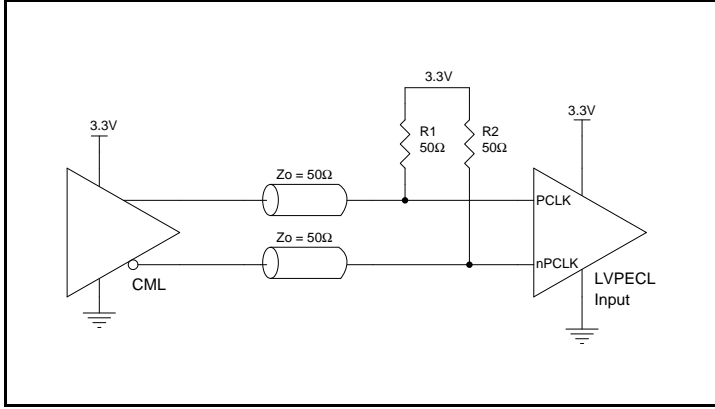 3.3V
3.3V
3.3V
R1
50Ω
R2
50Ω
Zo = 50Ω
PCLK
Zo = 50Ω
nPCLK
CML
LVPECL
Input